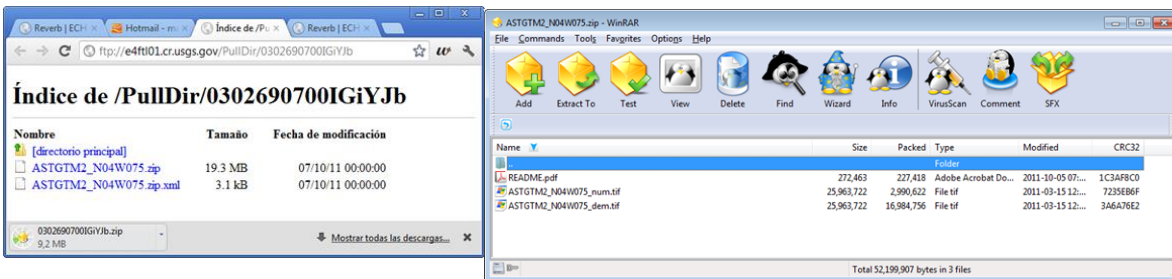 Reverb | ECH
Hotmail - m
Índice de /Pu
Reverb | ECH
ftp://e4ftl01.cr.usgs.gov/PullDir/0302690700IGiYJb
Índice de /PullDir/0302690700IGiYJb
Nombre Tamaño Fecha de modificación
[directorio principal]
ASTGTM2_N04W075.zip 19.3 MB 07/10/11 00:00:00
ASTGTM2_N04W075.zip.xml 3.1 kB 07/10/11 00:00:00
0302690700IGiYJb.zip
9,2 MB
Mostrar todas las descargas...
ASTGTM2_N04W075.zip - WinRAR
File Commands Tools Favorites Options Help
Add Extract To Test View Delete Find Wizard Info VirusScan Comment SFX
Name Size Packed Type Modified CRC32
.. Folder
README.pdf 272,463 227,418 Adobe Acrobat Do... 2011-10-05 07:... 1C3AF8C0
ASTGTM2_N04W075_num.tif 25,963,722 2,990,622 File tif 2011-03-15 12:... 7235EB6F
ASTGTM2_N04W075_dem.tif 25,963,722 16,984,756 File tif 2011-03-15 12:... 3A6A76E2
Total 52,199,907 bytes in 3 files